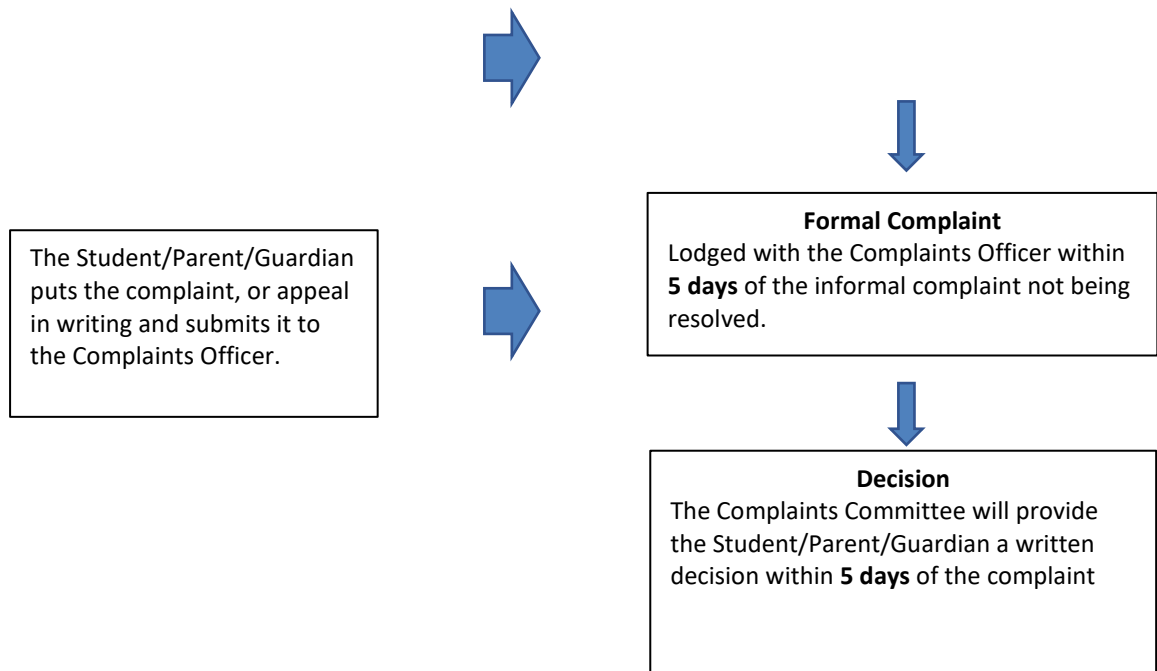 The Student/Parent/Guardian
puts the complaint, or appeal
in writing and submits it to
the Complaints Officer.
Formal Complaint
Lodged with the Complaints Officer within
5 days of the informal complaint not being
resolved.
Decision
The Complaints Committee will provide
the Student/Parent/Guardian a written
decision within 5 days of the complaint